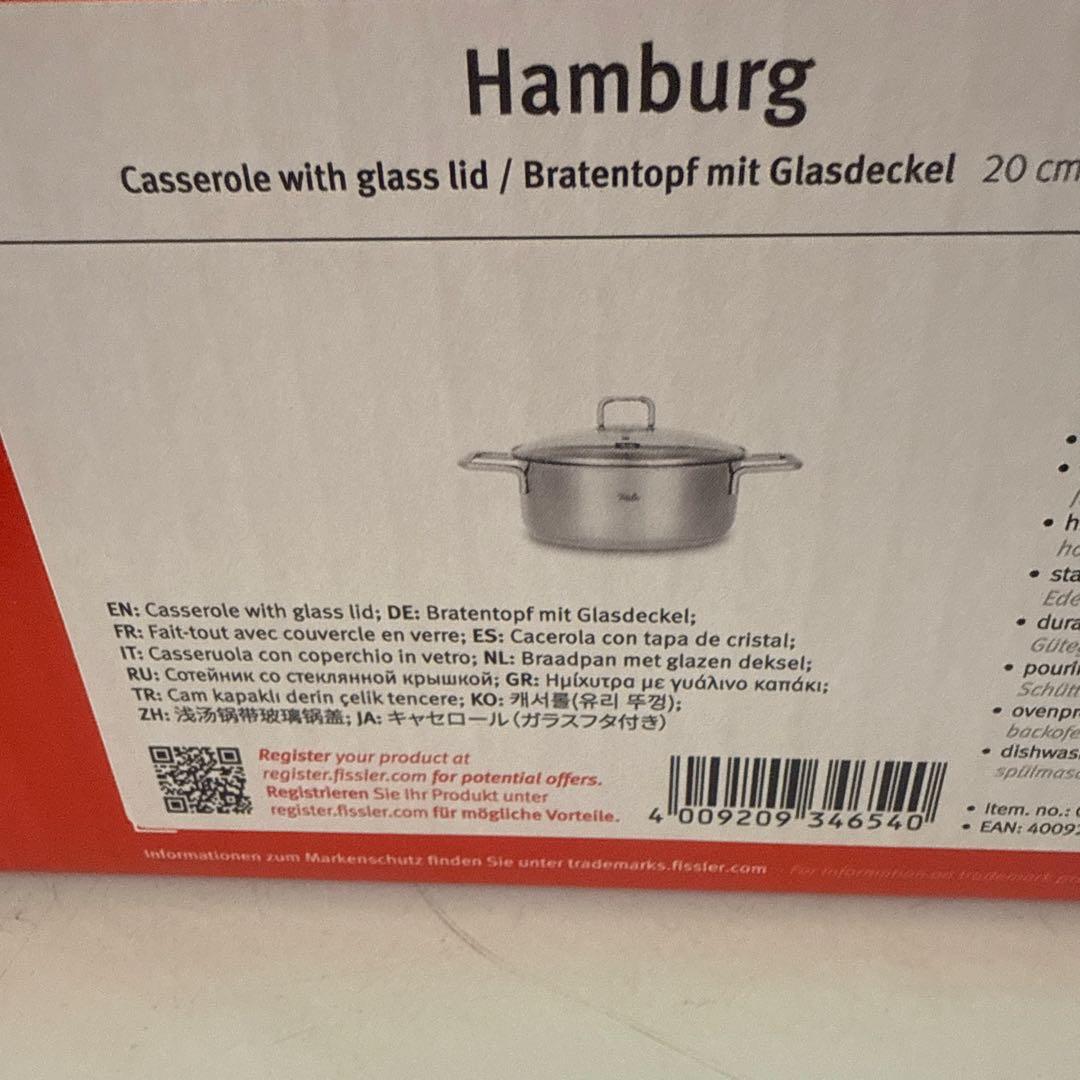 Hamburg
Casserole with glass lid / Bratentopf mit Glasdeckel 20 cm
EN: Casserole with glass lid; DE: Bratentopf mit Glasdeckel;
FR: Fait-tout avec couvercle en verre; ES: Cacerola con tapa de cristal;
IT: Casseruola con coperchio in vetro; NL: Braadpan met glazen deksel;
RU: Сотейник со стеклянной крышкой; GR: Ημίχυτρα με γυάλινο καπάκι;
TR: Cam kapaklı derin çelik tencere; KO: 캐서롤(유리 뚜껑);
ZH: 浅汤锅带玻璃锅盖; JA: キャセロール(ガラスフタ付き)
Register your product at
register.fissler.com for potential offers.
Registrieren Sie Ihr Produkt unter
register.fissler.com für mögliche Vorteile.
4 009209 346540
• Item. no.:
• EAN: 4009
Informationen zum Markenschutz finden Sie unter trademarks.fissler.com
For information on trademark